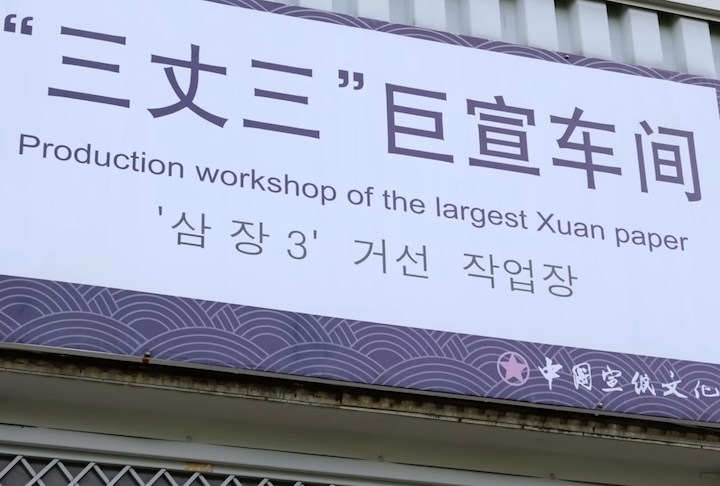 “三丈三”巨宣车间
Production workshop of the largest Xuan paper
'삼 장 3' 거선 작업장
中国宣纸文化